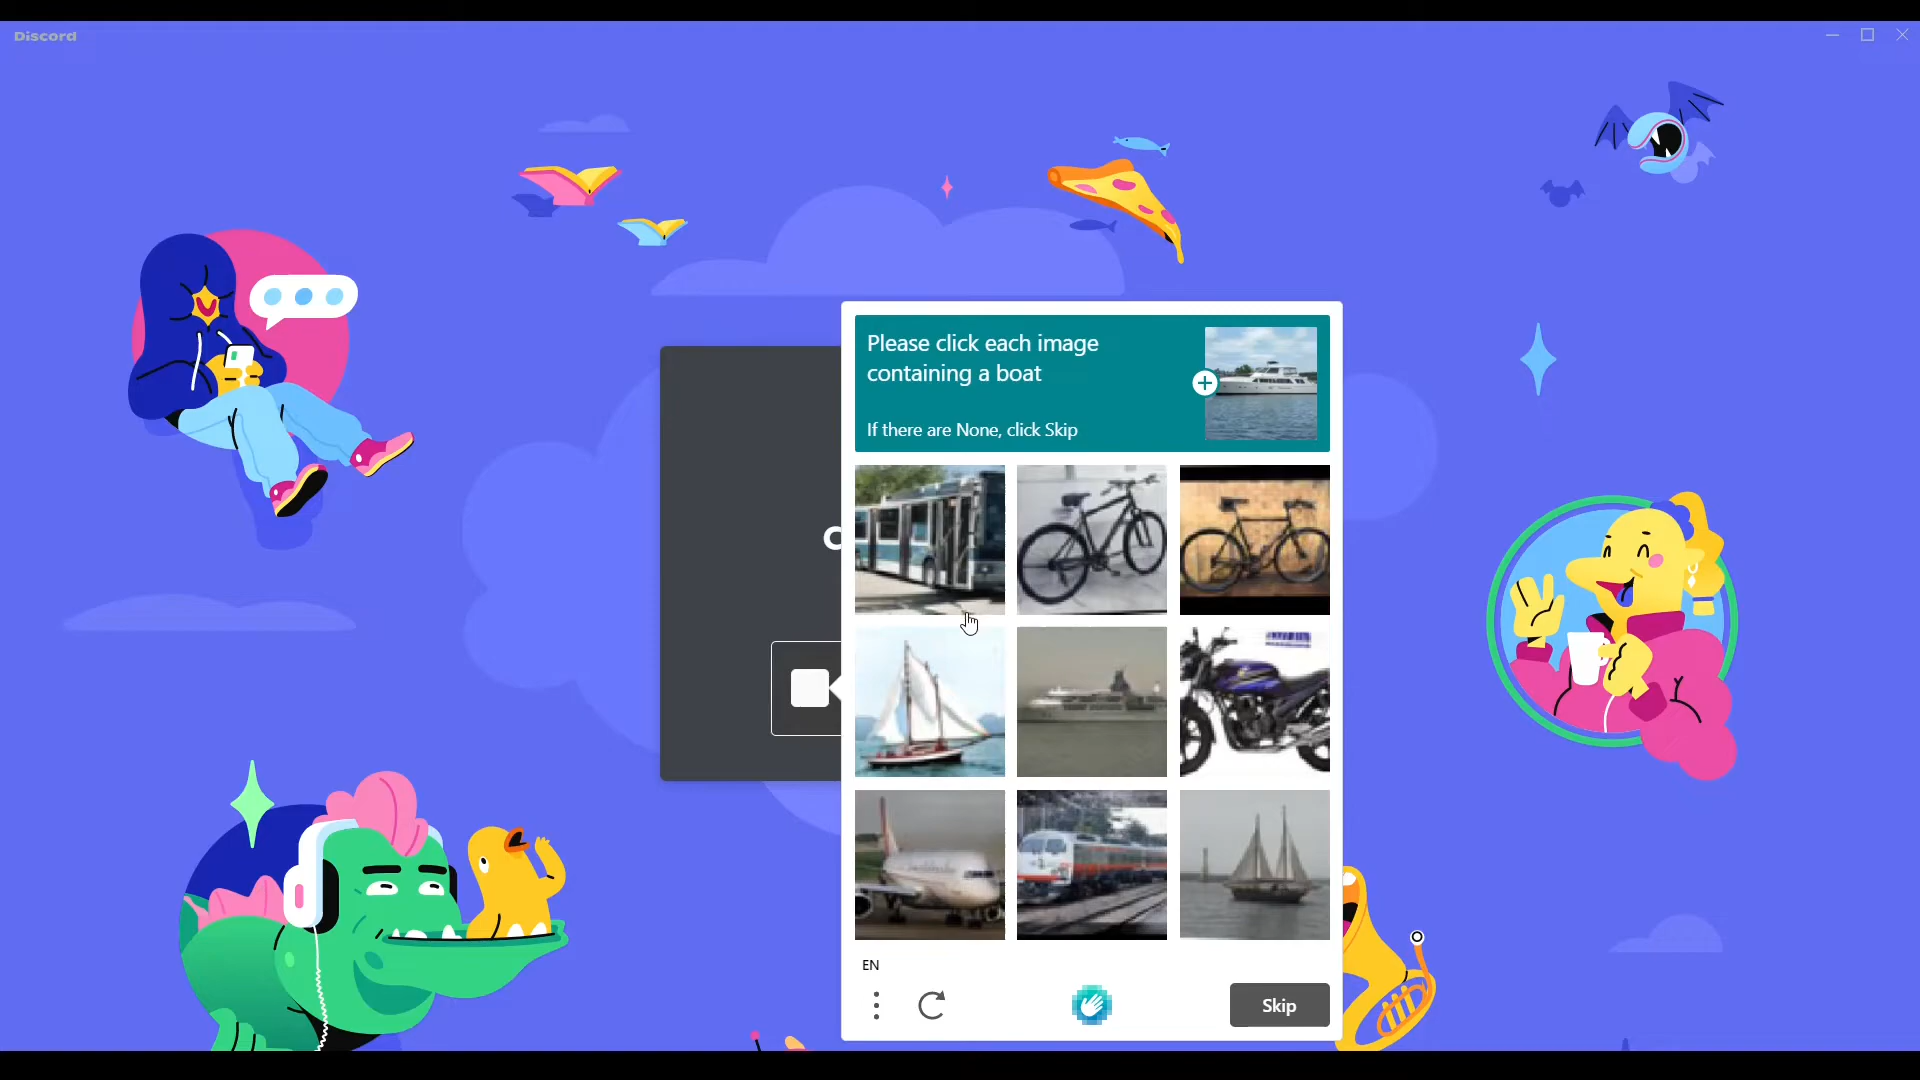 Discord
Please click each image
containing a boat
If there are None, click Skip
EN
Skip